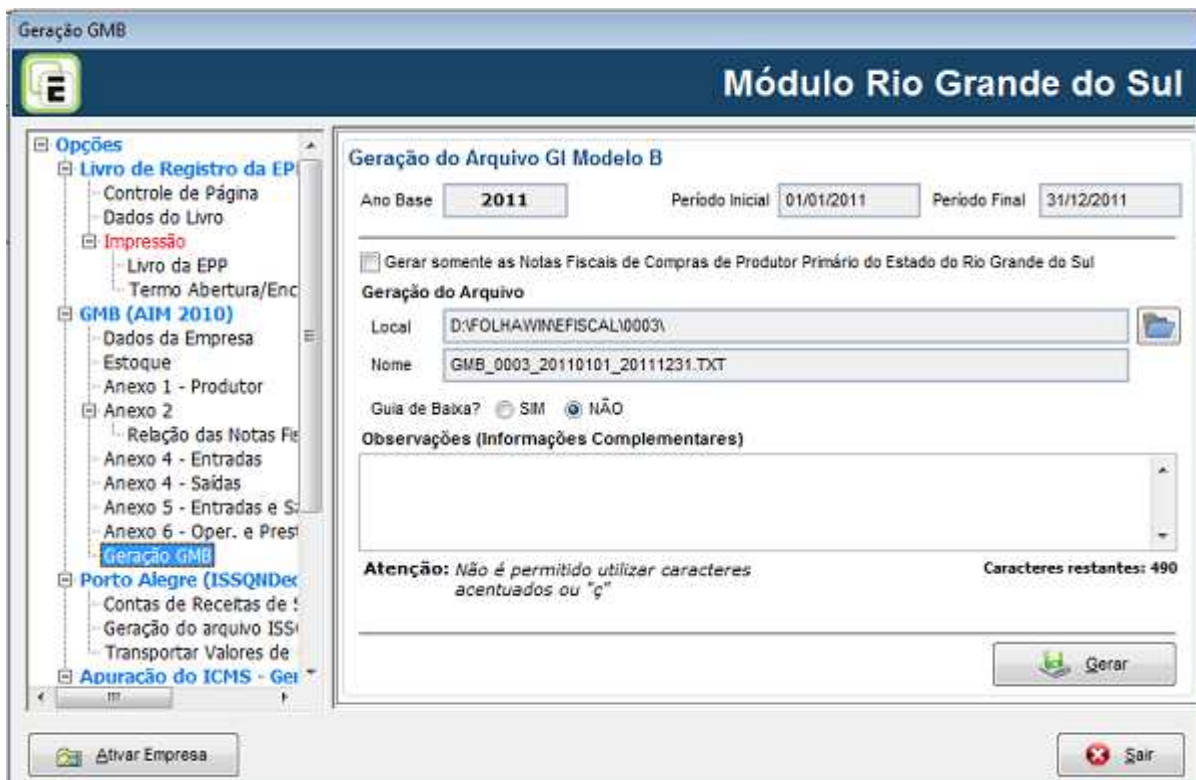 Geração GMB
E
Módulo Rio Grande do Sul
Opções
Livro de Registro da EP
Controle de Página
Dados do Livro
Impressão
Livro da EPP
Termo Abertura/Enc
GMB (AIM 2010)
Dados da Empresa
Estoque
Anexo 1 - Produtor
Anexo 2
Relação das Notas Fis
Anexo 4 - Entradas
Anexo 4 - Saídas
Anexo 5 - Entradas e Sa
Anexo 6 - Oper. e Prest
Geração GMB
Porto Alegre (ISSQNDec
Contas de Receitas de S
Geração do arquivo ISS
Transportar Valores de
Apuração do ICMS - Ger
Geração do Arquivo GI Modelo B
Ano Base 2011 Período Inicial 01/01/2011 Período Final 31/12/2011
Gerar somente as Notas Fiscais de Compras de Produtor Primário do Estado do Rio Grande do Sul
Geração do Arquivo
Local D:\FOLHAWIN\EFISCAL\0003\
Nome GMB_0003_20110101_20111231.TXT
Guia de Baixa? SIM NÃO
Observações (Informações Complementares)
Atenção: Não é permitido utilizar caracteres
acentuados ou "ç"
Caracteres restantes: 490
Gerar
Ativar Empresa
Sair